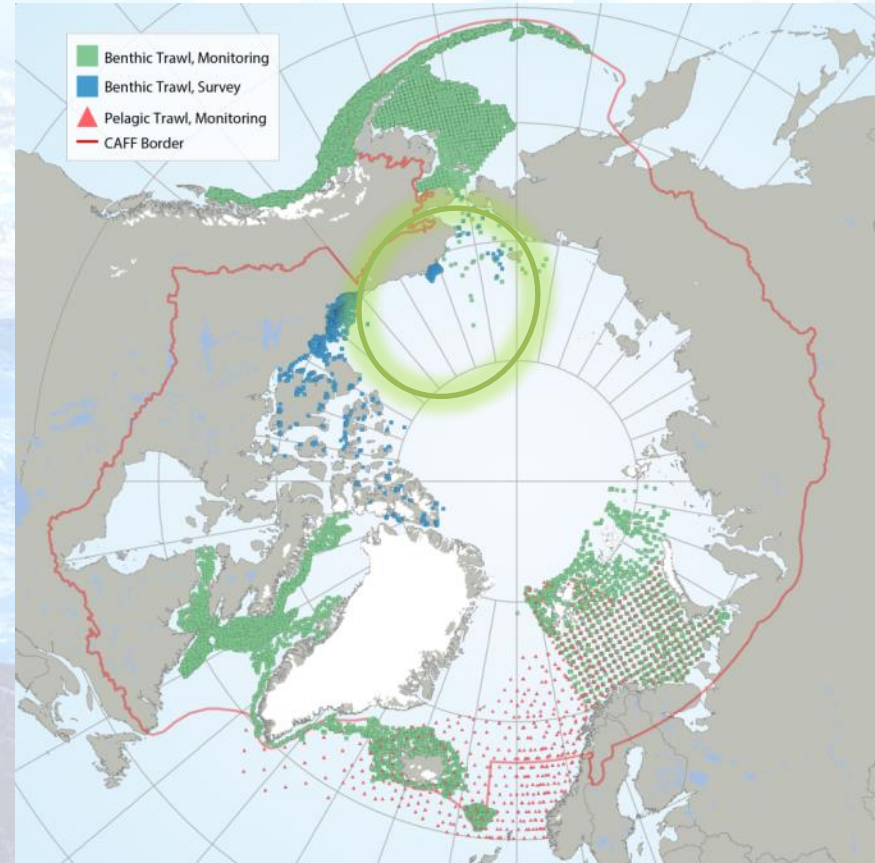 Benthic Trawl, Monitoring
Benthic Trawl, Survey
Pelagic Trawl, Monitoring
CAFF Border